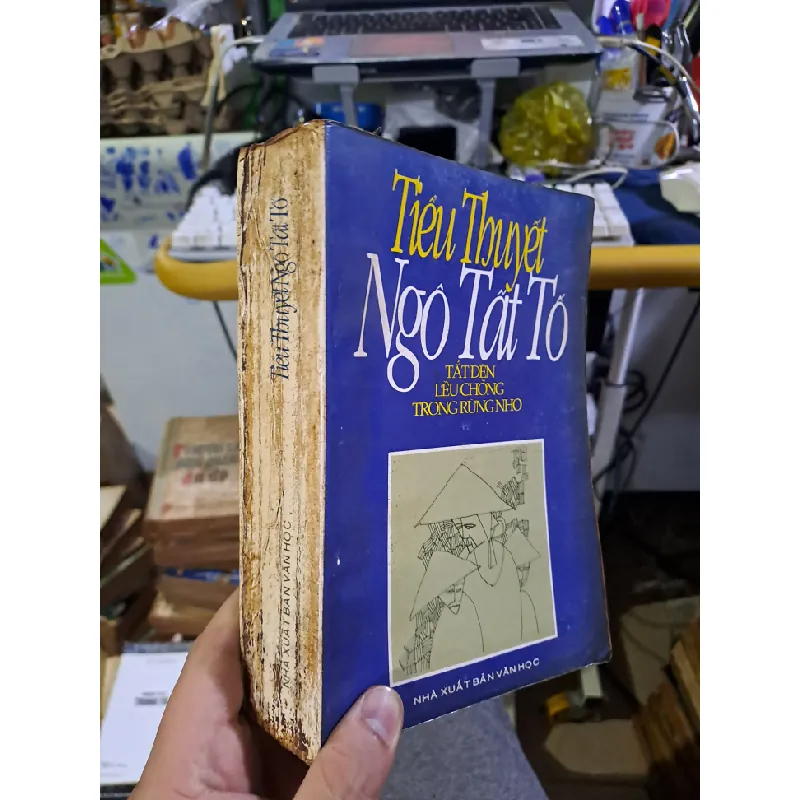 Tiểu Thuyết
Ngô Tất Tố
TẮT ĐÈN
LỀU CHÕNG
TRONG RỪNG NHO
NHÀ XUẤT BẢN VĂN HỌC
Tiểu Thuyết Ngô Tất Tố
NHÀ XUẤT BẢN VĂN HỌC